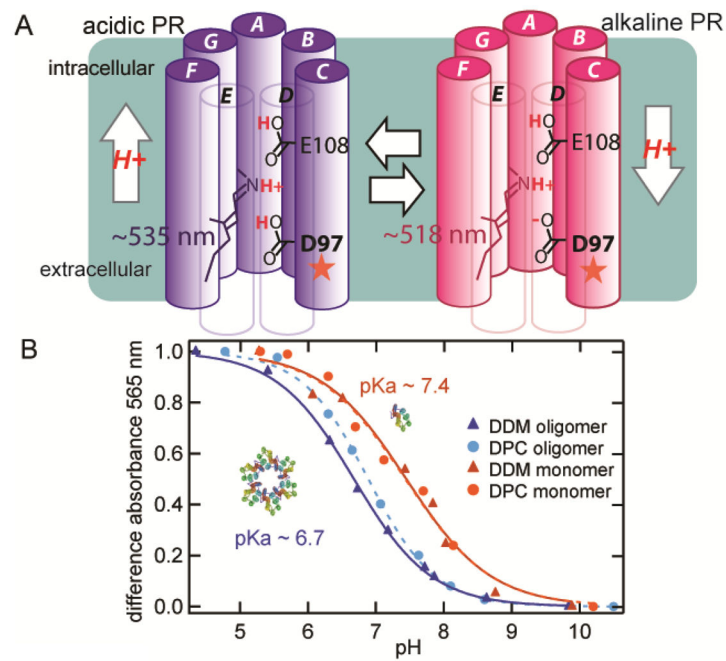 A
acidic PR
alkaline PR
intracellular
extracellular
A
G
B
F
C
E
D
H+
HO
O
E108
N
H+
HO
O
D97
~535 nm
A
G
B
F
C
E
D
H+
HO
O
E108
N
H+
-O
O
D97
~518 nm
B
difference absorbance 565 nm
1.0
0.8
0.6
0.4
0.2
0.0
pKa ~ 7.4
pKa ~ 6.7
DDM oligomer
DPC oligomer
DDM monomer
DPC monomer
5 6 7 8 9 10
pH